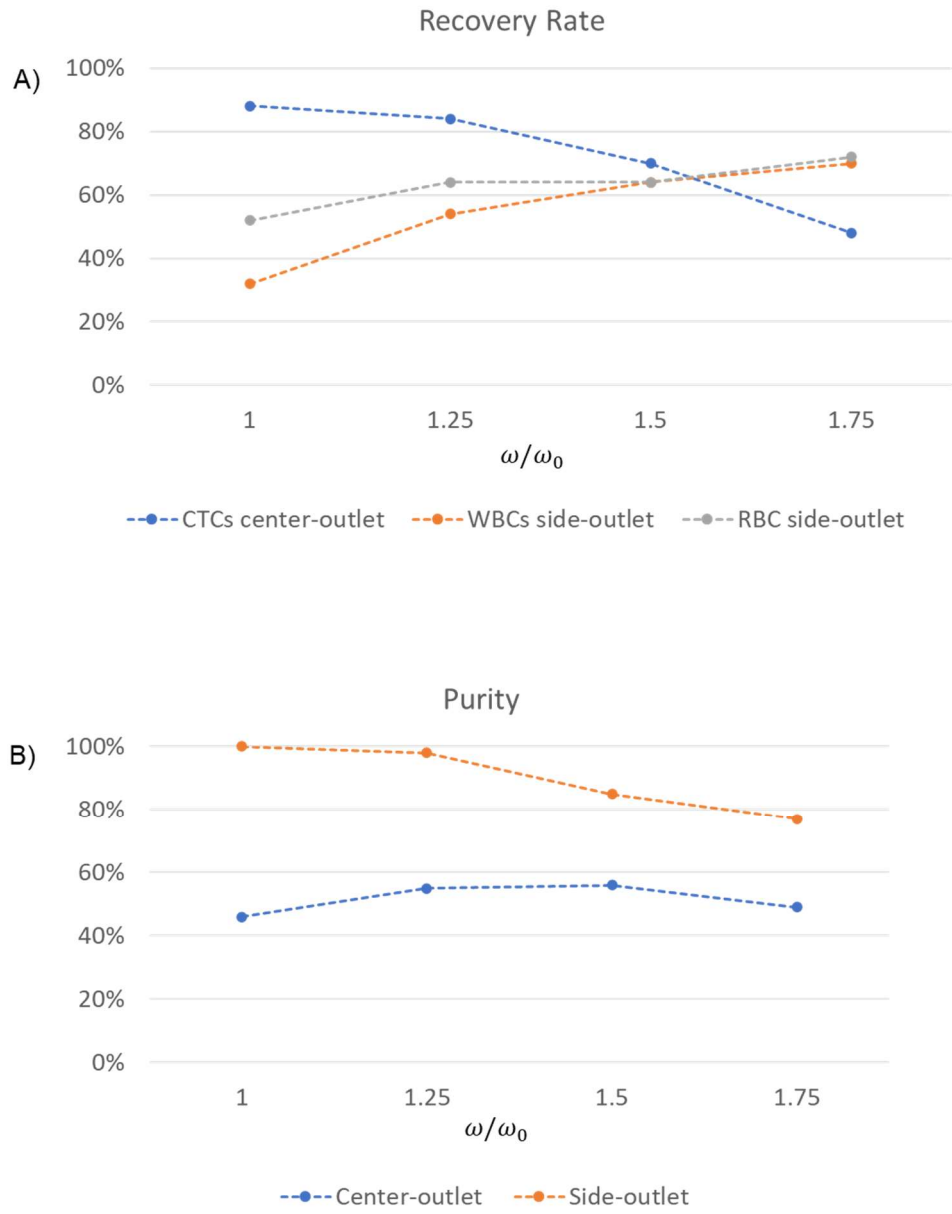 Recovery Rate
A)
100%
80%
60%
40%
20%
0%
1 1.25 1.5 1.75
ω/ω₀
CTCs center-outlet WBCs side-outlet RBC side-outlet
Purity
B)
100%
80%
60%
40%
20%
0%
1 1.25 1.5 1.75
ω/ω₀
Center-outlet Side-outlet